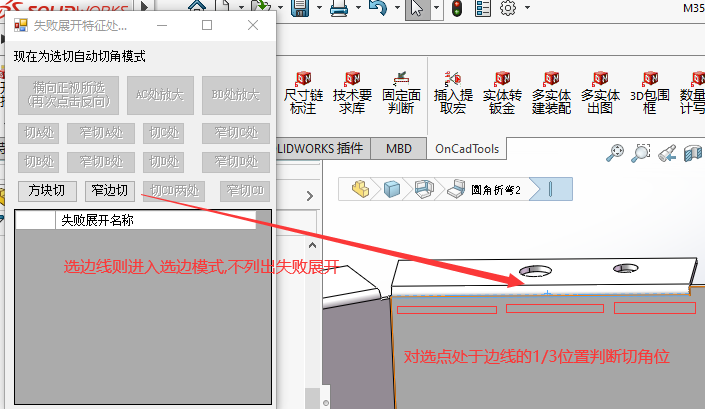 SOLIDWORKS
M35
失败展开特征处...
现在为选切自动切角模式
横向正视所选
(再次点击反向)
AC处放大
BD处放大
切A处
窄切A处
切C处
窄切C处
切B处
窄切B处
切D处
窄切D处
方块切
窄边切
切CD两处
窄切CD
失败展开名称
选边线则进入选边模式,不列出失败展开
尺寸链
标注
技术要
求库
固定面
判断
插入提
取宏
实体转
钣金
多实体
建装配
多实体
出图
3D包围
框
数量
计写
LIDWORKS 插件
MBD
OnCadTools
圆角折弯2
对选点处于边线的1/3位置判断切角位